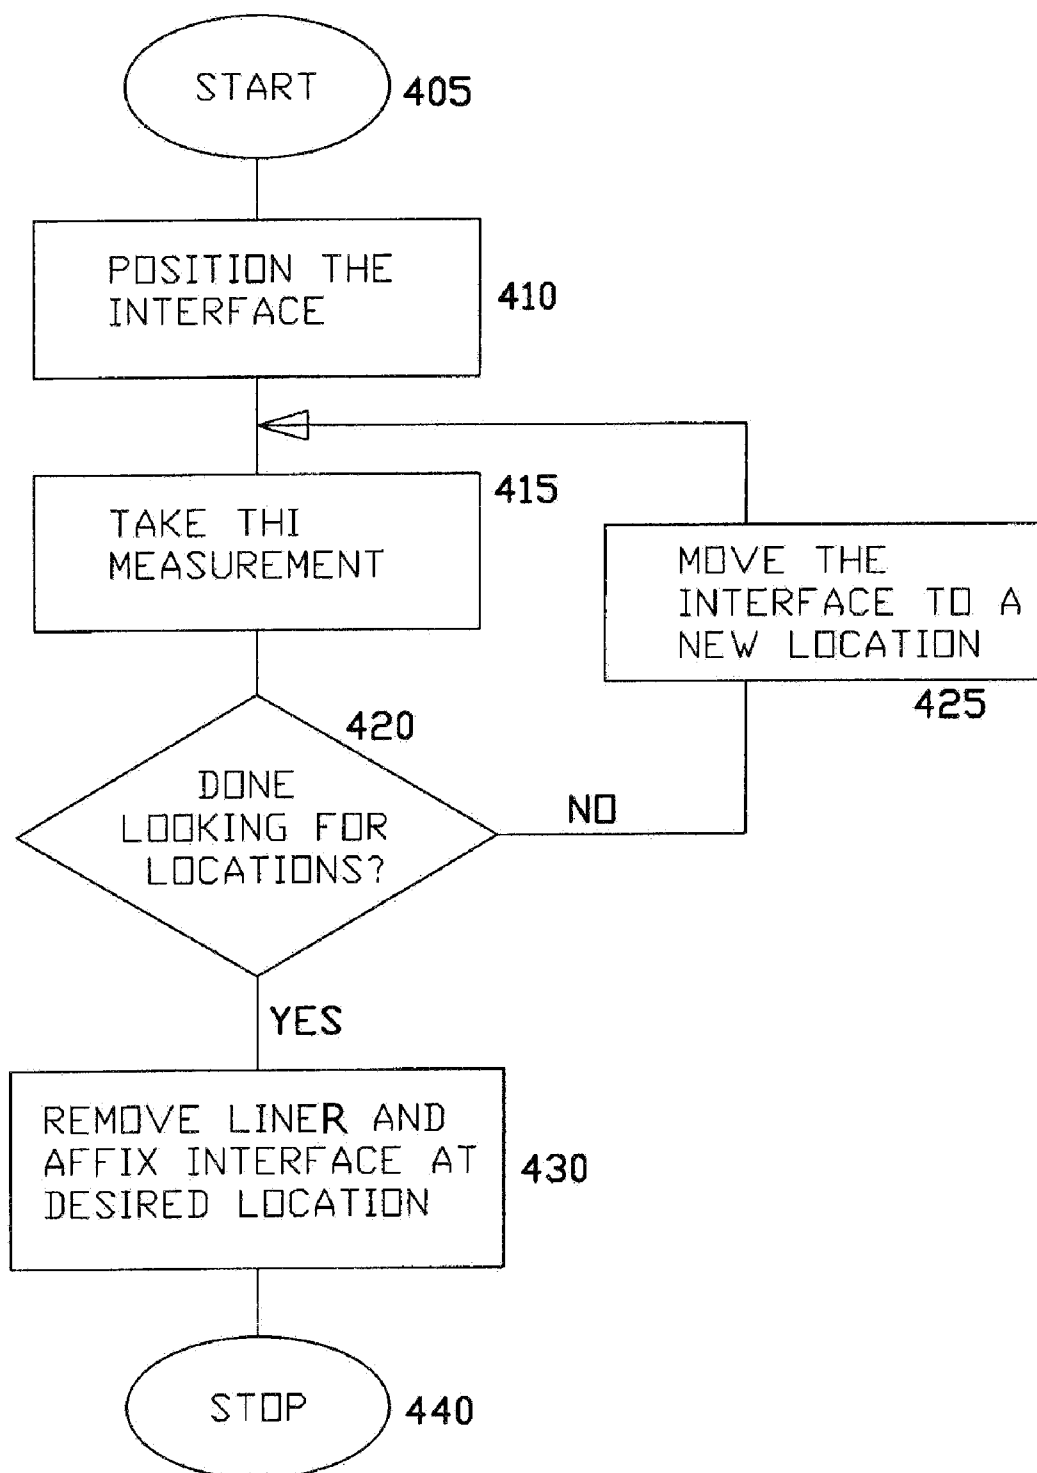 START
405
POSITION THE
INTERFACE
410
TAKE THI
MEASUREMENT
415
MOVE THE
INTERFACE TO A
NEW LOCATION
425
420
DONE
LOOKING FOR
LOCATIONS?
NO
YES
REMOVE LINER AND
AFFIX INTERFACE AT
DESIRED LOCATION
430
STOP
440